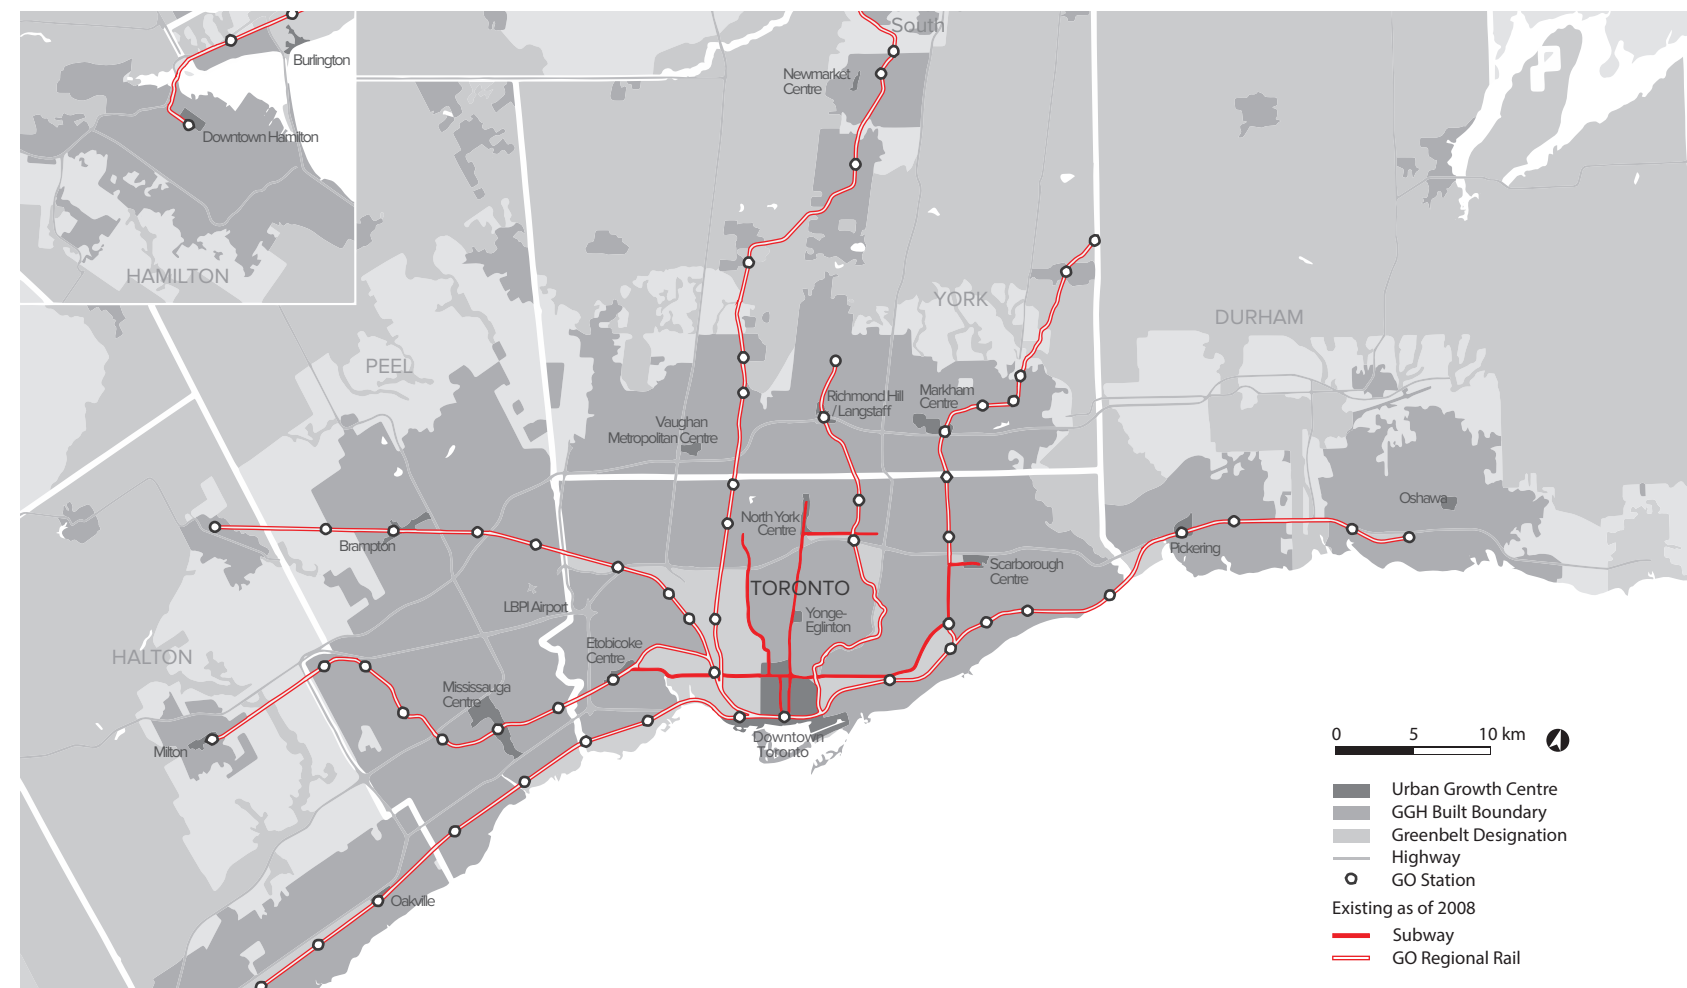 South
Burlington
Newmarket
Centre
Downtown Hamilton
HAMILTON
YORK
DURHAM
PEEL
Richmond Hill
/ Langstaff
Markham
Centre
Vaughan
Metropolitan Centre
Oshawa
North York
Centre
Brampton
Pickering
Scarborough
Centre
TORONTO
LBPI Airport
Yonge-
Eglinton
Etobicoke
Centre
HALTON
Mississauga
Centre
Milton
Downtown
Toronto
Oakville
0 5 10 km
Urban Growth Centre
GGH Built Boundary
Greenbelt Designation
Highway
GO Station
Existing as of 2008
Subway
GO Regional Rail